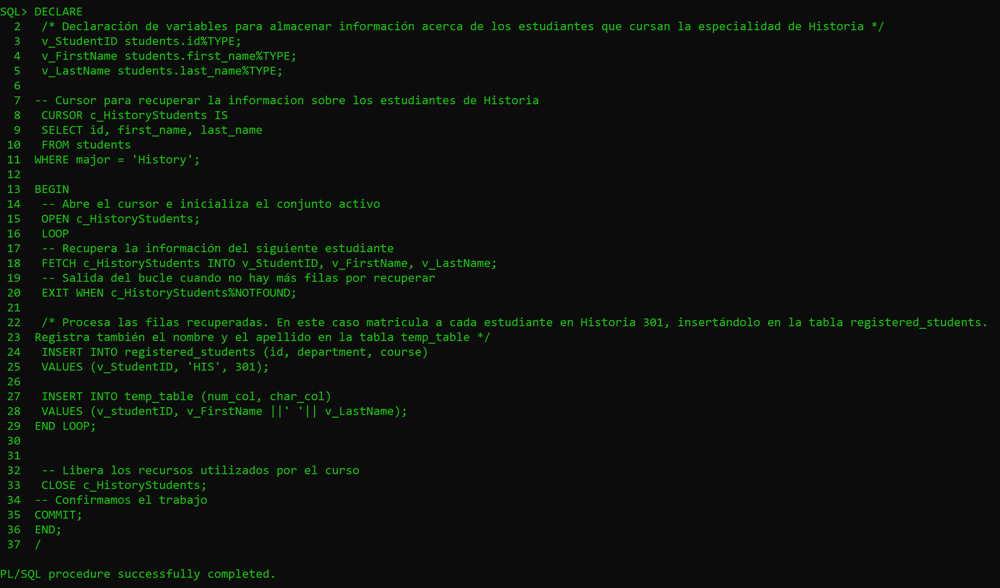 SQL> DECLARE
2 /* Declaración de variables para almacenar información acerca de los estudiantes que cursan la especialidad de Historia */
3 v_StudentID students.id%TYPE;
4 v_FirstName students.first_name%TYPE;
5 v_LastName students.last_name%TYPE;
6
7 -- Cursor para recuperar la informacion sobre los estudiantes de Historia
8 CURSOR c_HistoryStudents IS
9 SELECT id, first_name, last_name
10 FROM students
11 WHERE major = 'History';
12
13 BEGIN
14 -- Abre el cursor e inicializa el conjunto activo
15 OPEN c_HistoryStudents;
16 LOOP
17 -- Recupera la información del siguiente estudiante
18 FETCH c_HistoryStudents INTO v_StudentID, v_FirstName, v_LastName;
19 -- Salida del bucle cuando no hay más filas por recuperar
20 EXIT WHEN c_HistoryStudents%NOTFOUND;
21
22 /* Procesa las filas recuperadas. En este caso matricula a cada estudiante en Historia 301, insertándolo en la tabla registered_students.
23 Registra también el nombre y el apellido en la tabla temp_table */
24 INSERT INTO registered_students (id, department, course)
25 VALUES (v_StudentID, 'HIS', 301);
26
27 INSERT INTO temp_table (num_col, char_col)
28 VALUES (v_studentID, v_FirstName ||' '|| v_LastName);
29 END LOOP;
30
31
32 -- Libera los recursos utilizados por el curso
33 CLOSE c_HistoryStudents;
34 -- Confirmamos el trabajo
35 COMMIT;
36 END;
37 /
PL/SQL procedure successfully completed.